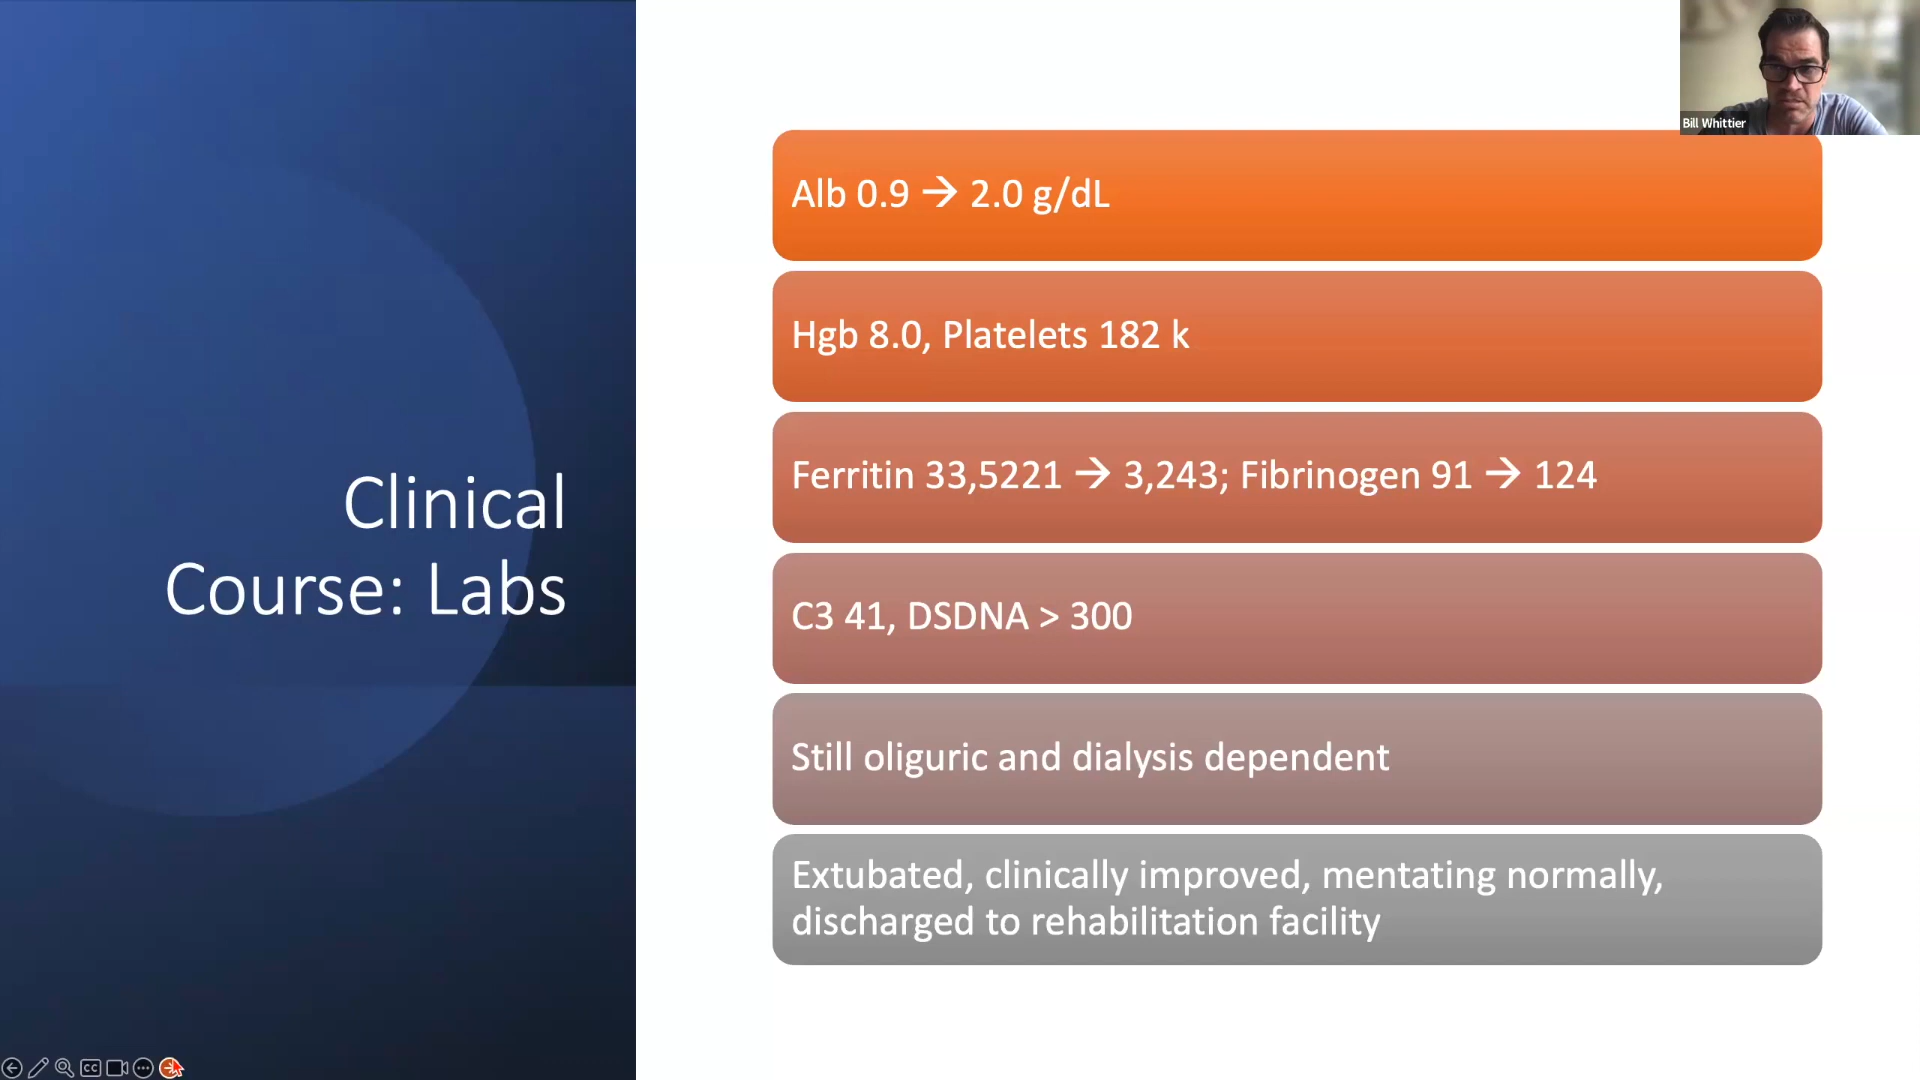 Clinical
Course: Labs
Alb 0.9 → 2.0 g/dL
Hgb 8.0, Platelets 182 k
Ferritin 33,5221 → 3,243; Fibrinogen 91 → 124
C3 41, DSDNA > 300
Still oliguric and dialysis dependent
Extubated, clinically improved, mentating normally,
discharged to rehabilitation facility
Bill Whittier
CC